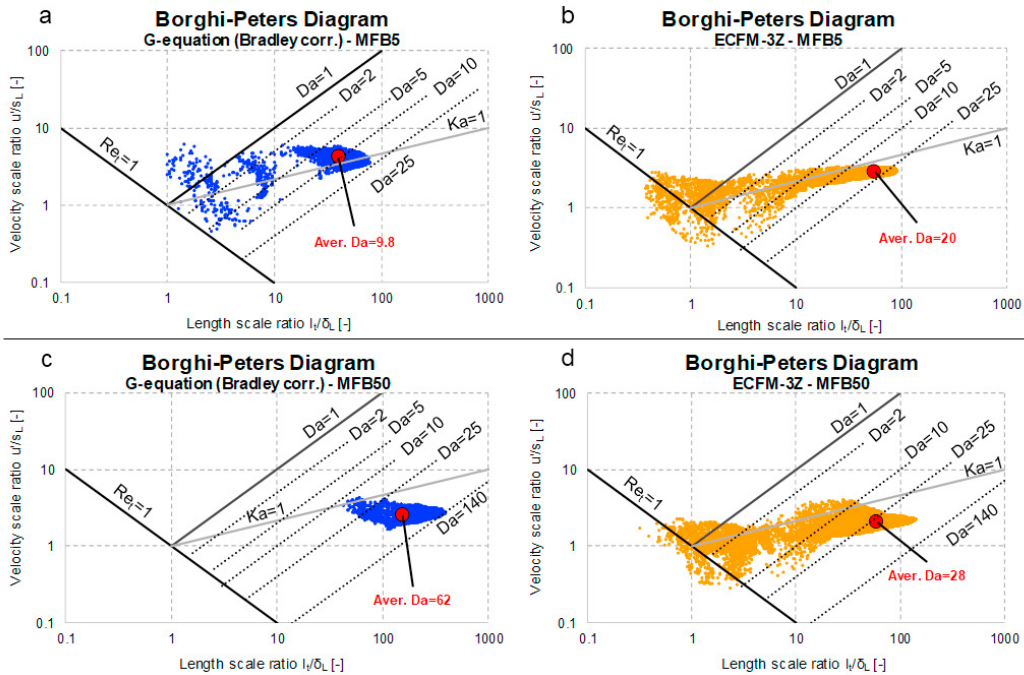 a
Borghi-Peters Diagram
G-equation (Bradley corr.) - MFB5
Velocity scale ratio u'/sL [-]
100
10
1
0.1
0.1
1
10
100
1000
Length scale ratio lt/δL [-]
Ret=1
Da=1
Da=2
Da=5
Da=10
Ka=1
Da=25
Aver. Da=9.8
b
Borghi-Peters Diagram
ECFM-3Z - MFB5
Velocity scale ratio u'/sL [-]
100
10
1
0.1
0.1
1
10
100
1000
Length scale ratio lt/δL [-]
Ret=1
Da=1
Da=2
Da=5
Da=10
Da=25
Ka=1
Aver. Da=20
c
Borghi-Peters Diagram
G-equation (Bradley corr.) - MFB50
Velocity scale ratio u'/sL [-]
100
10
1
0.1
0.1
1
10
100
1000
Length scale ratio lt/δL [-]
Ret=1
Da=1
Da=2
Da=5
Da=10
Da=25
Ka=1
Da=140
Aver. Da=62
d
Borghi-Peters Diagram
ECFM-3Z - MFB50
Velocity scale ratio u'/sL [-]
100
10
1
0.1
0.1
1
10
100
1000
Length scale ratio lt/δL [-]
Ret=1
Da=1
Da=2
Da=10
Da=25
Ka=1
Da=140
Aver. Da=28